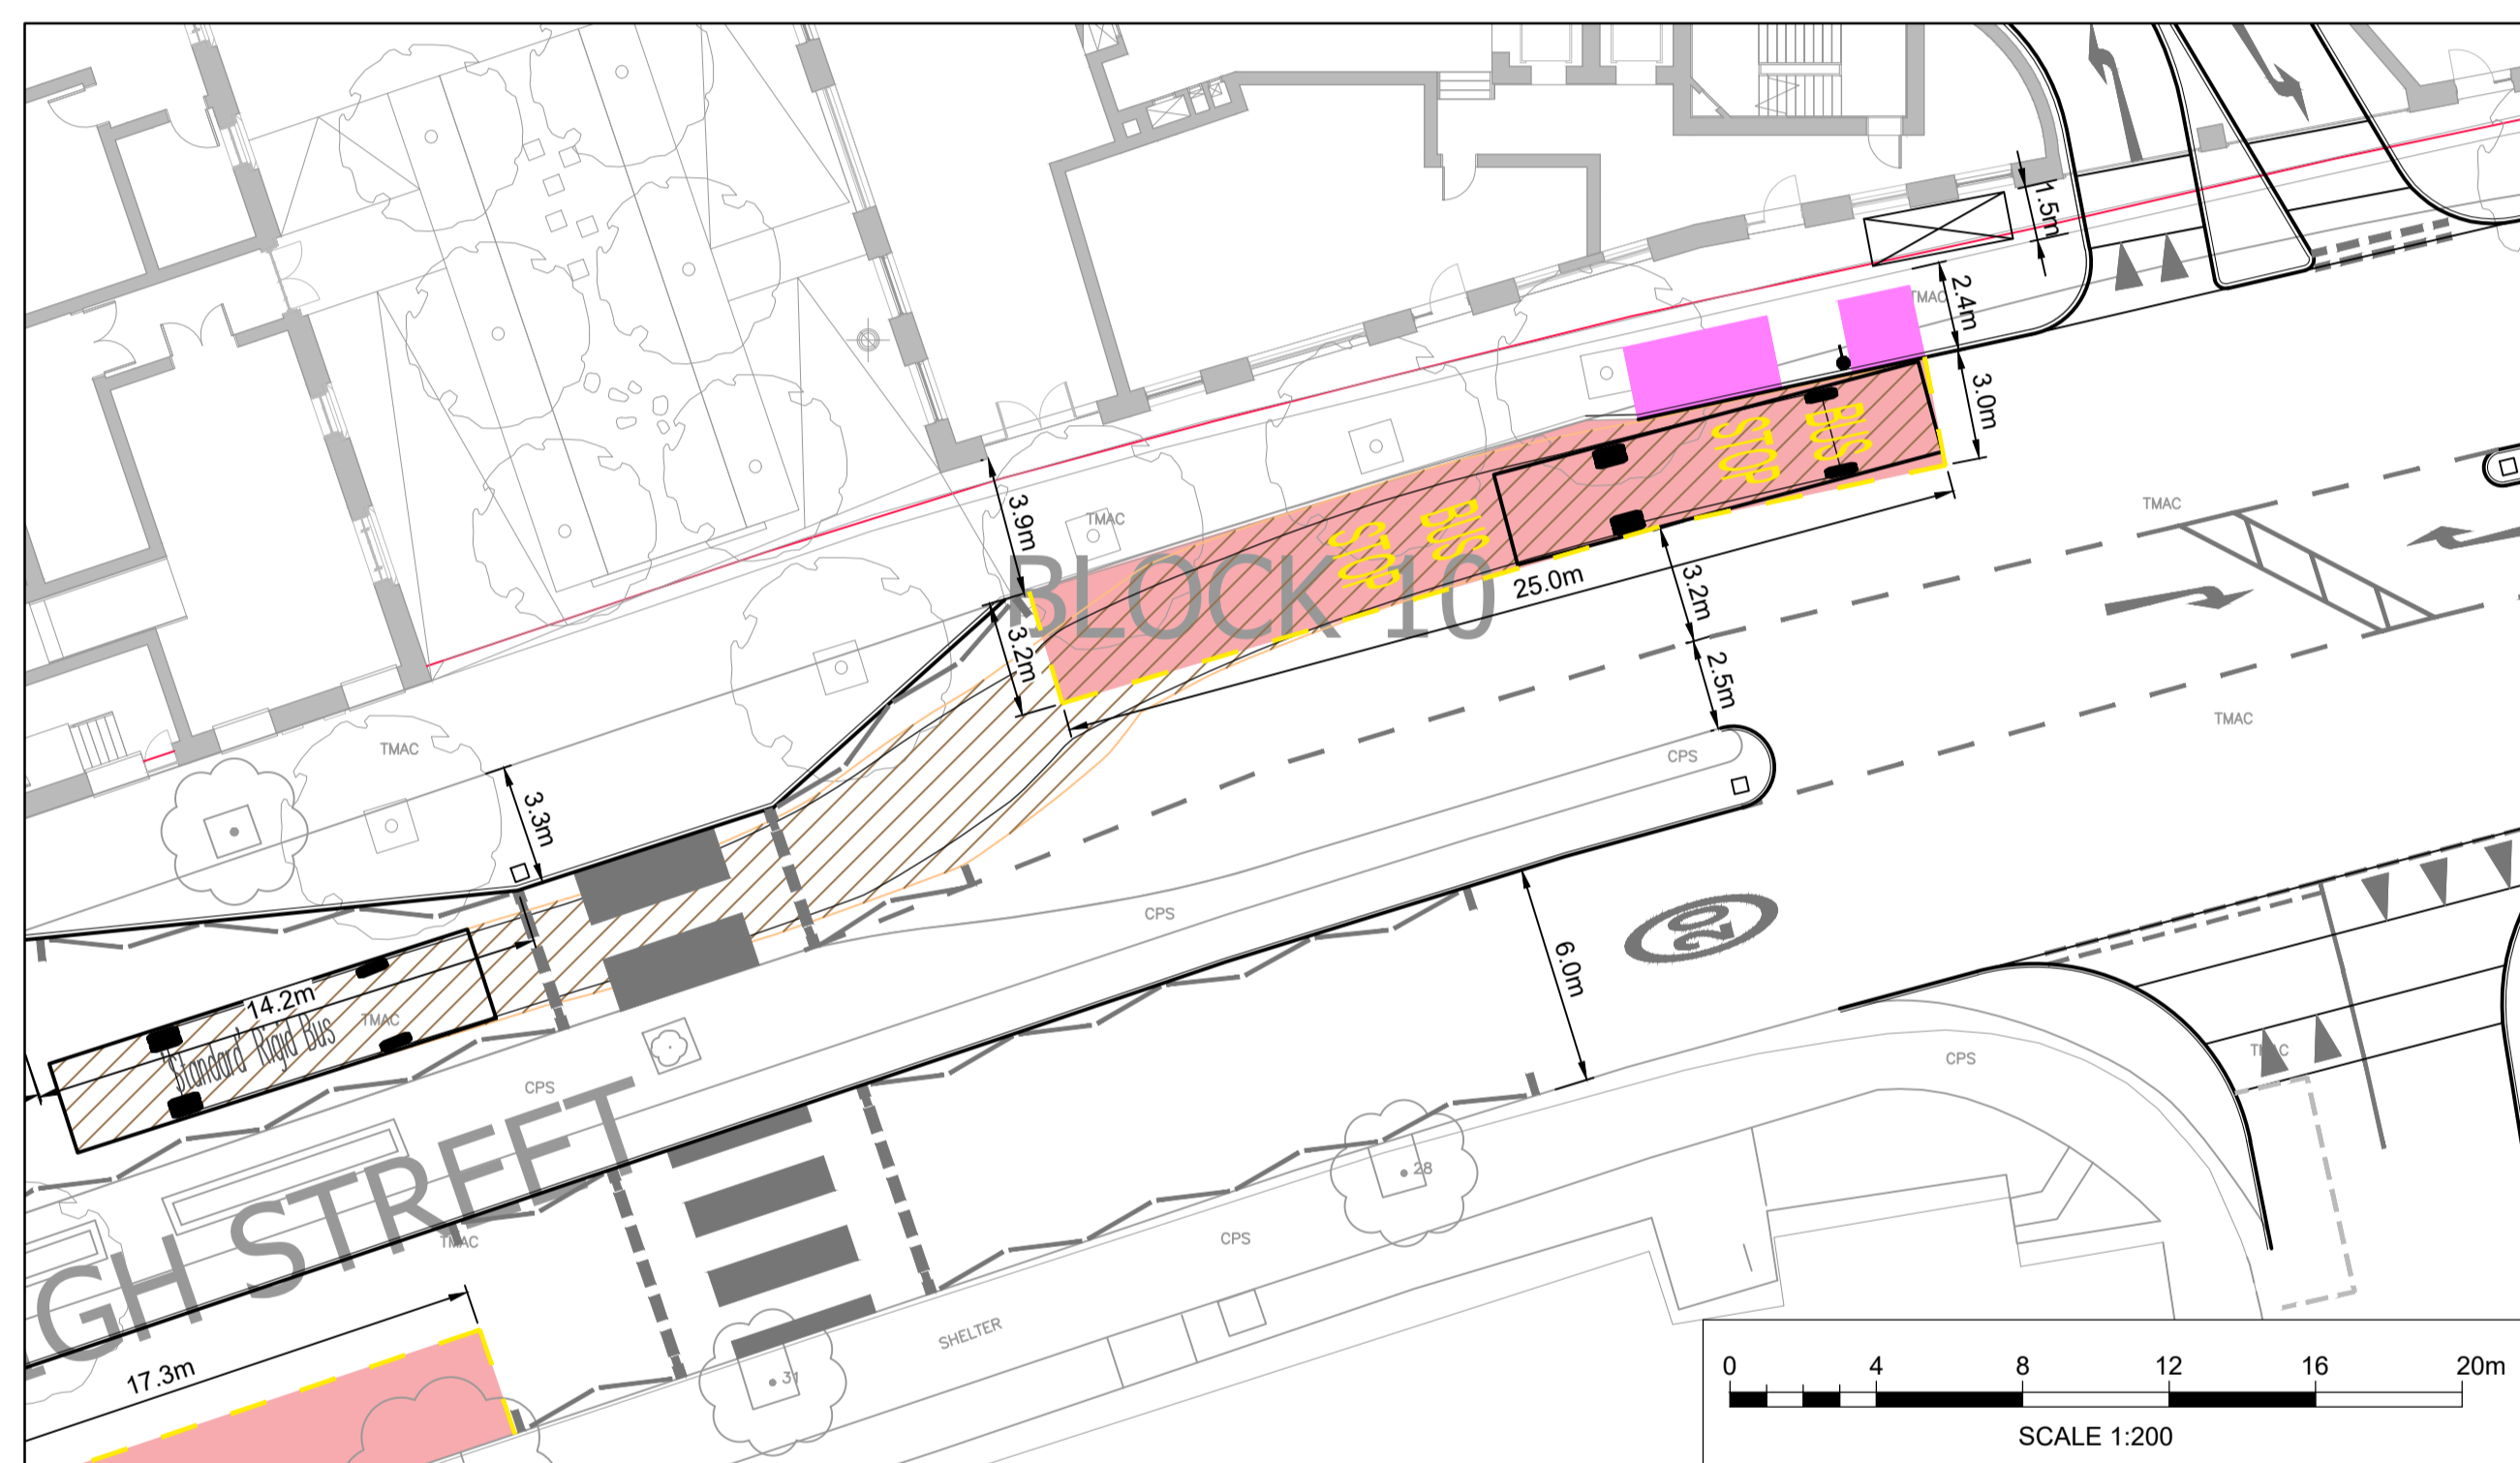 1.5m
TMAC
2.4m
3.0m
BUS
STOP
TMAC
3.9m
TMAC
BUS
STOP
BLOCK 10
25.0m
3.2m
3.2m
2.5m
TMAC
TMAC
CPS
3.3m
CPS
20
6.0m
14.2m
TMAC
"Standard" Rigid Bus
CPS
TMAC
CPS
GH STREET
TMAC
28
CPS
SHELTER
17.3m
31
0 4 8 12 16 20m
SCALE 1:200